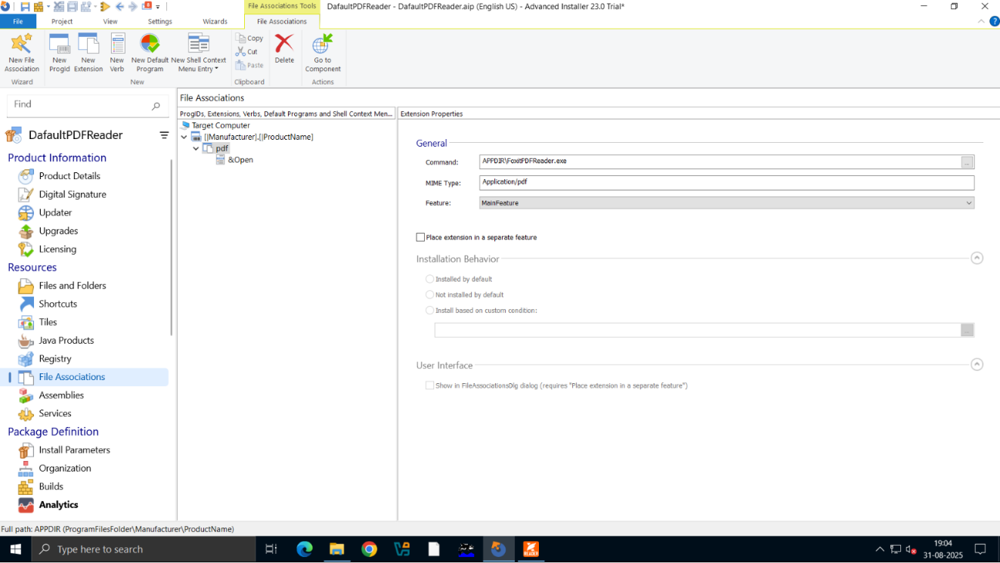 File Associations Tools
DafaultPDFReader - DafaultPDFReader.aip (English US) - Advanced Installer 23.0 Trial*
File
Project
View
Settings
Wizards
File Associations
New File Association
New ProgId
New Extension
New Verb
New Default Program
New Shell Context Menu Entry
Copy
Cut
Paste
Delete
Go to Component
Wizard
New
Clipboard
Actions
Find
DafaultPDFReader
Product Information
Product Details
Digital Signature
Updater
Upgrades
Licensing
Resources
Files and Folders
Shortcuts
Tiles
Java Products
Registry
File Associations
Assemblies
Services
Package Definition
Install Parameters
Organization
Builds
Analytics
File Associations
ProgIDs, Extensions, Verbs, Default Programs and Shell Context Men...
Target Computer
[|Manufacturer].[|ProductName]
pdf
&Open
Extension Properties
General
Command:
APPDIR\FoxitPDFReader.exe
...
MIME Type:
Application/pdf
Feature:
MainFeature
Place extension in a separate feature
Installation Behavior
Installed by default
Not installed by default
Install based on custom condition:
...
User Interface
Show in FileAssociationsDlg dialog (requires "Place extension in a separate feature")
Full path: APPDIR (ProgramFilesFolder\Manufacturer\ProductName)
Type here to search
READER
19:04
31-08-2025